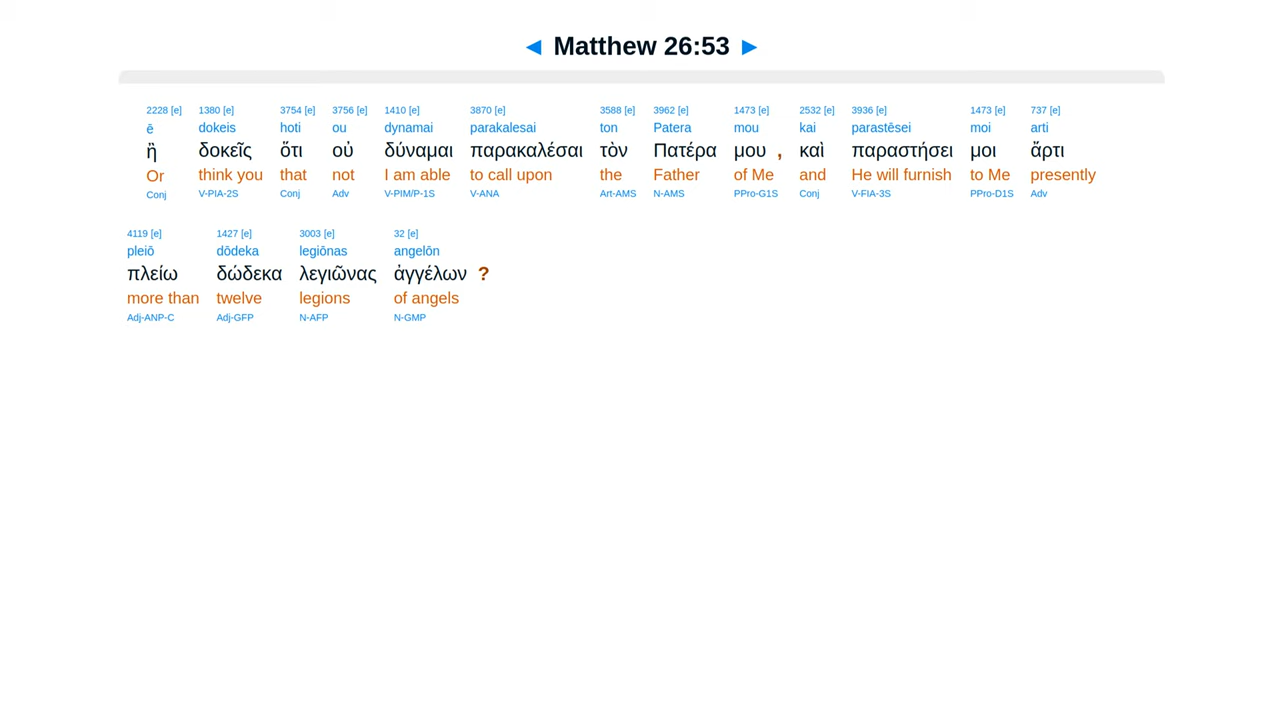 ◄ Matthew 26:53 ►
2228 [e] 1380 [e] 3754 [e] 3756 [e] 1410 [e] 3870 [e] 3588 [e] 3962 [e] 1473 [e] 2532 [e] 3936 [e] 1473 [e] 737 [e]
ē dokeis hoti ou dynamai parakalesai ton Patera mou kai parastēsei moi arti
ἢ δοκεῖς ὅτι οὐ δύναμαι παρακαλέσαι τὸν Πατέρα μου , καὶ παραστήσει μοι ἄρτι
Or think you that not I am able to call upon the Father of Me and He will furnish to Me presently
Conj V-PIA-2S Conj Adv V-PIM/P-1S V-ANA Art-AMS N-AMS PPro-G1S Conj V-FIA-3S PPro-D1S Adv
4119 [e] 1427 [e] 3003 [e] 32 [e]
pleiō dōdeka legiōnas angelōn
πλείω δώδεκα λεγιῶνας ἀγγέλων ?
more than twelve legions of angels
Adj-ANP-C Adj-GFP N-AFP N-GMP